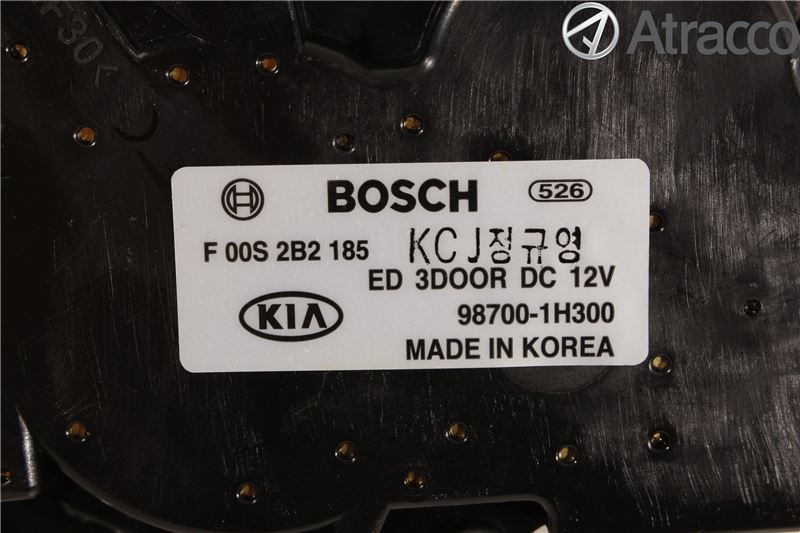 Atracco
F30<
BOSCH
526
F 00S 2B2 185
KCJ정규영
ED 3DOOR DC 12V
KIA
98700-1H300
MADE IN KOREA